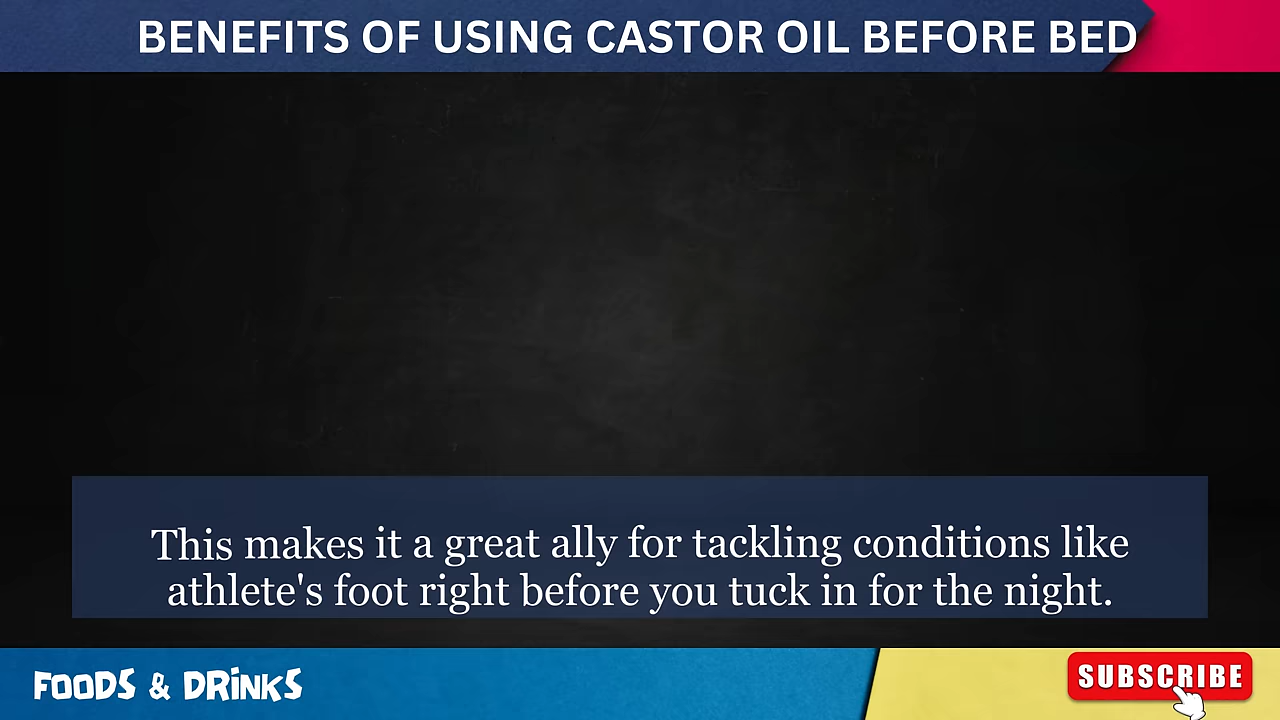 BENEFITS OF USING CASTOR OIL BEFORE BED
This makes it a great ally for tackling conditions like
athlete's foot right before you tuck in for the night.
FOODS & DRiNKS
SUBSCRIBE